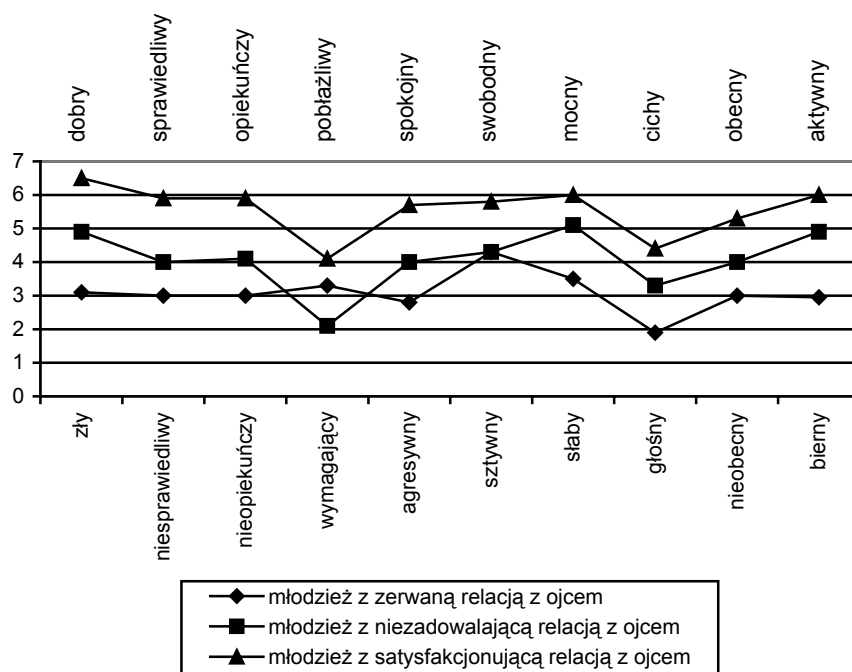 dobry
sprawiedliwy
opiekuńczy
pobłażliwy
spokojny
swobodny
mocny
cichy
obecny
aktywny
7
6
5
4
3
2
1
0
zły
niesprawiedliwy
nieopiekuńczy
wymagający
agresywny
sztywny
słaby
głośny
nieobecny
bierny
młodzież z zerwaną relacją z ojcem
młodzież z niezadowalającą relacją z ojcem
młodzież z satysfakcjonującą relacją z ojcem